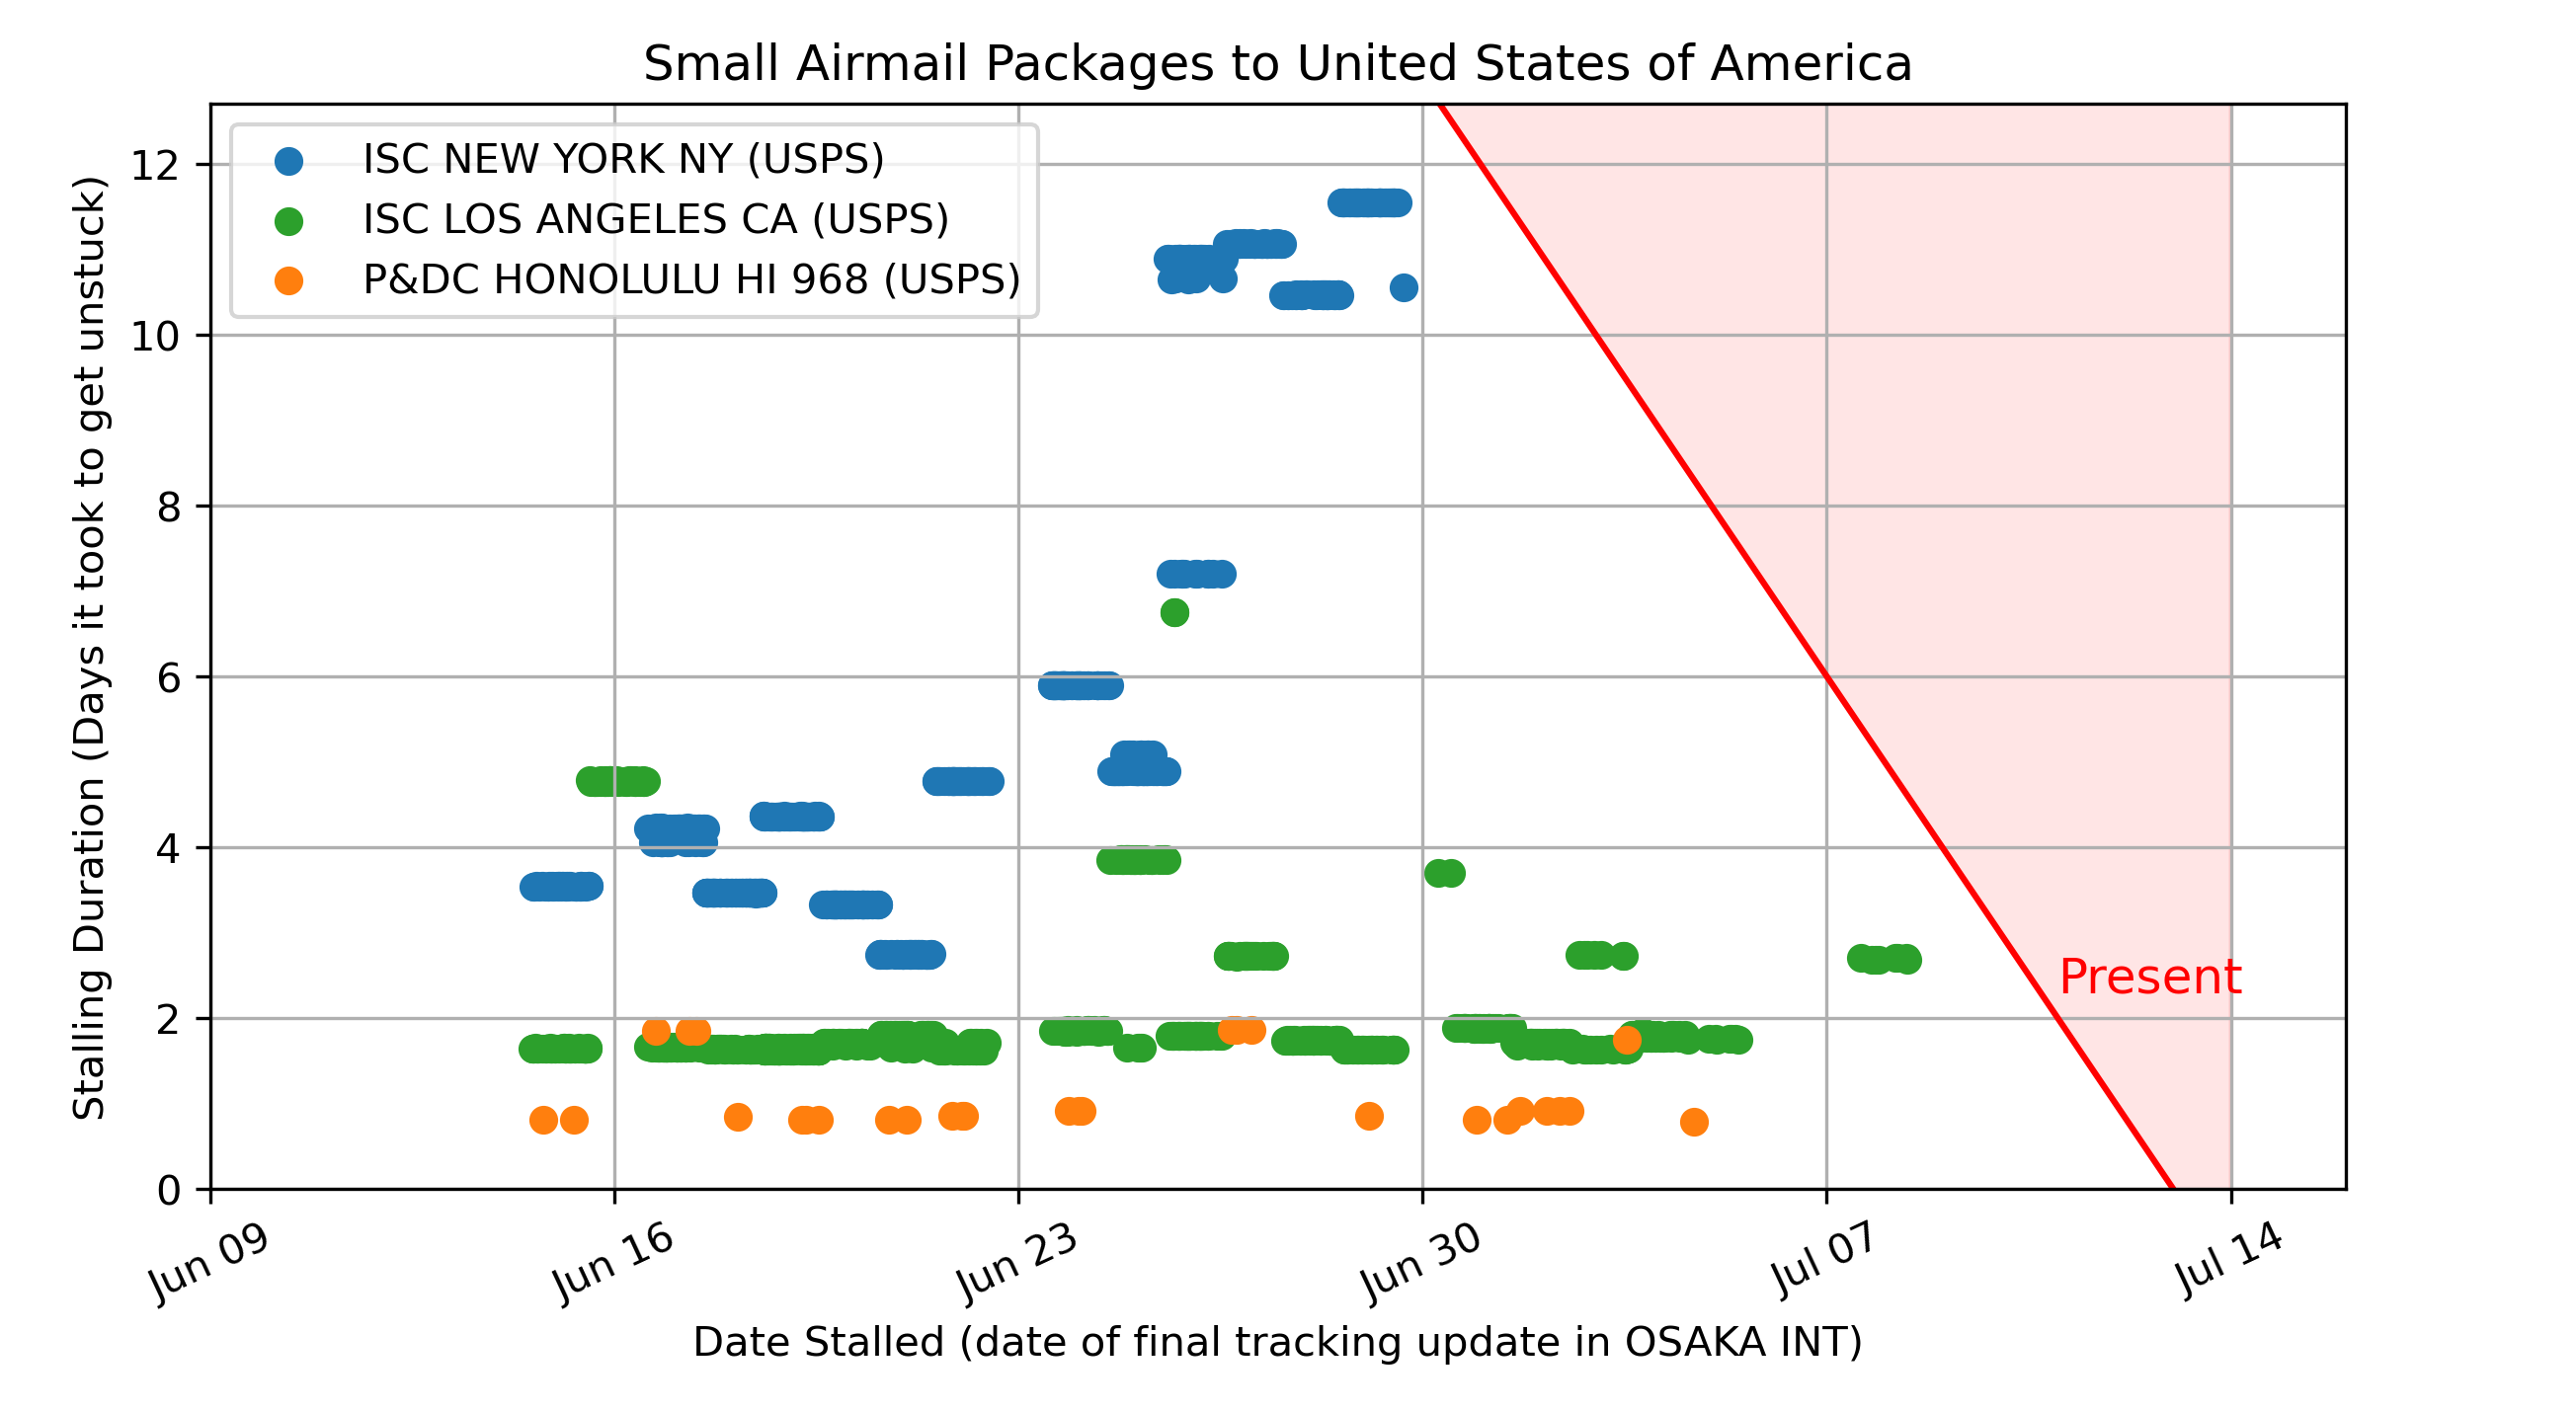 Small Airmail Packages to United States of America
ISC NEW YORK NY (USPS)
ISC LOS ANGELES CA (USPS)
P&DC HONOLULU HI 968 (USPS)
Stalling Duration (Days it took to get unstuck)
12
10
8
6
4
2
0
Present
Jun 09
Jun 16
Jun 23
Jun 30
Jul 07
Jul 14
Date Stalled (date of final tracking update in OSAKA INT)